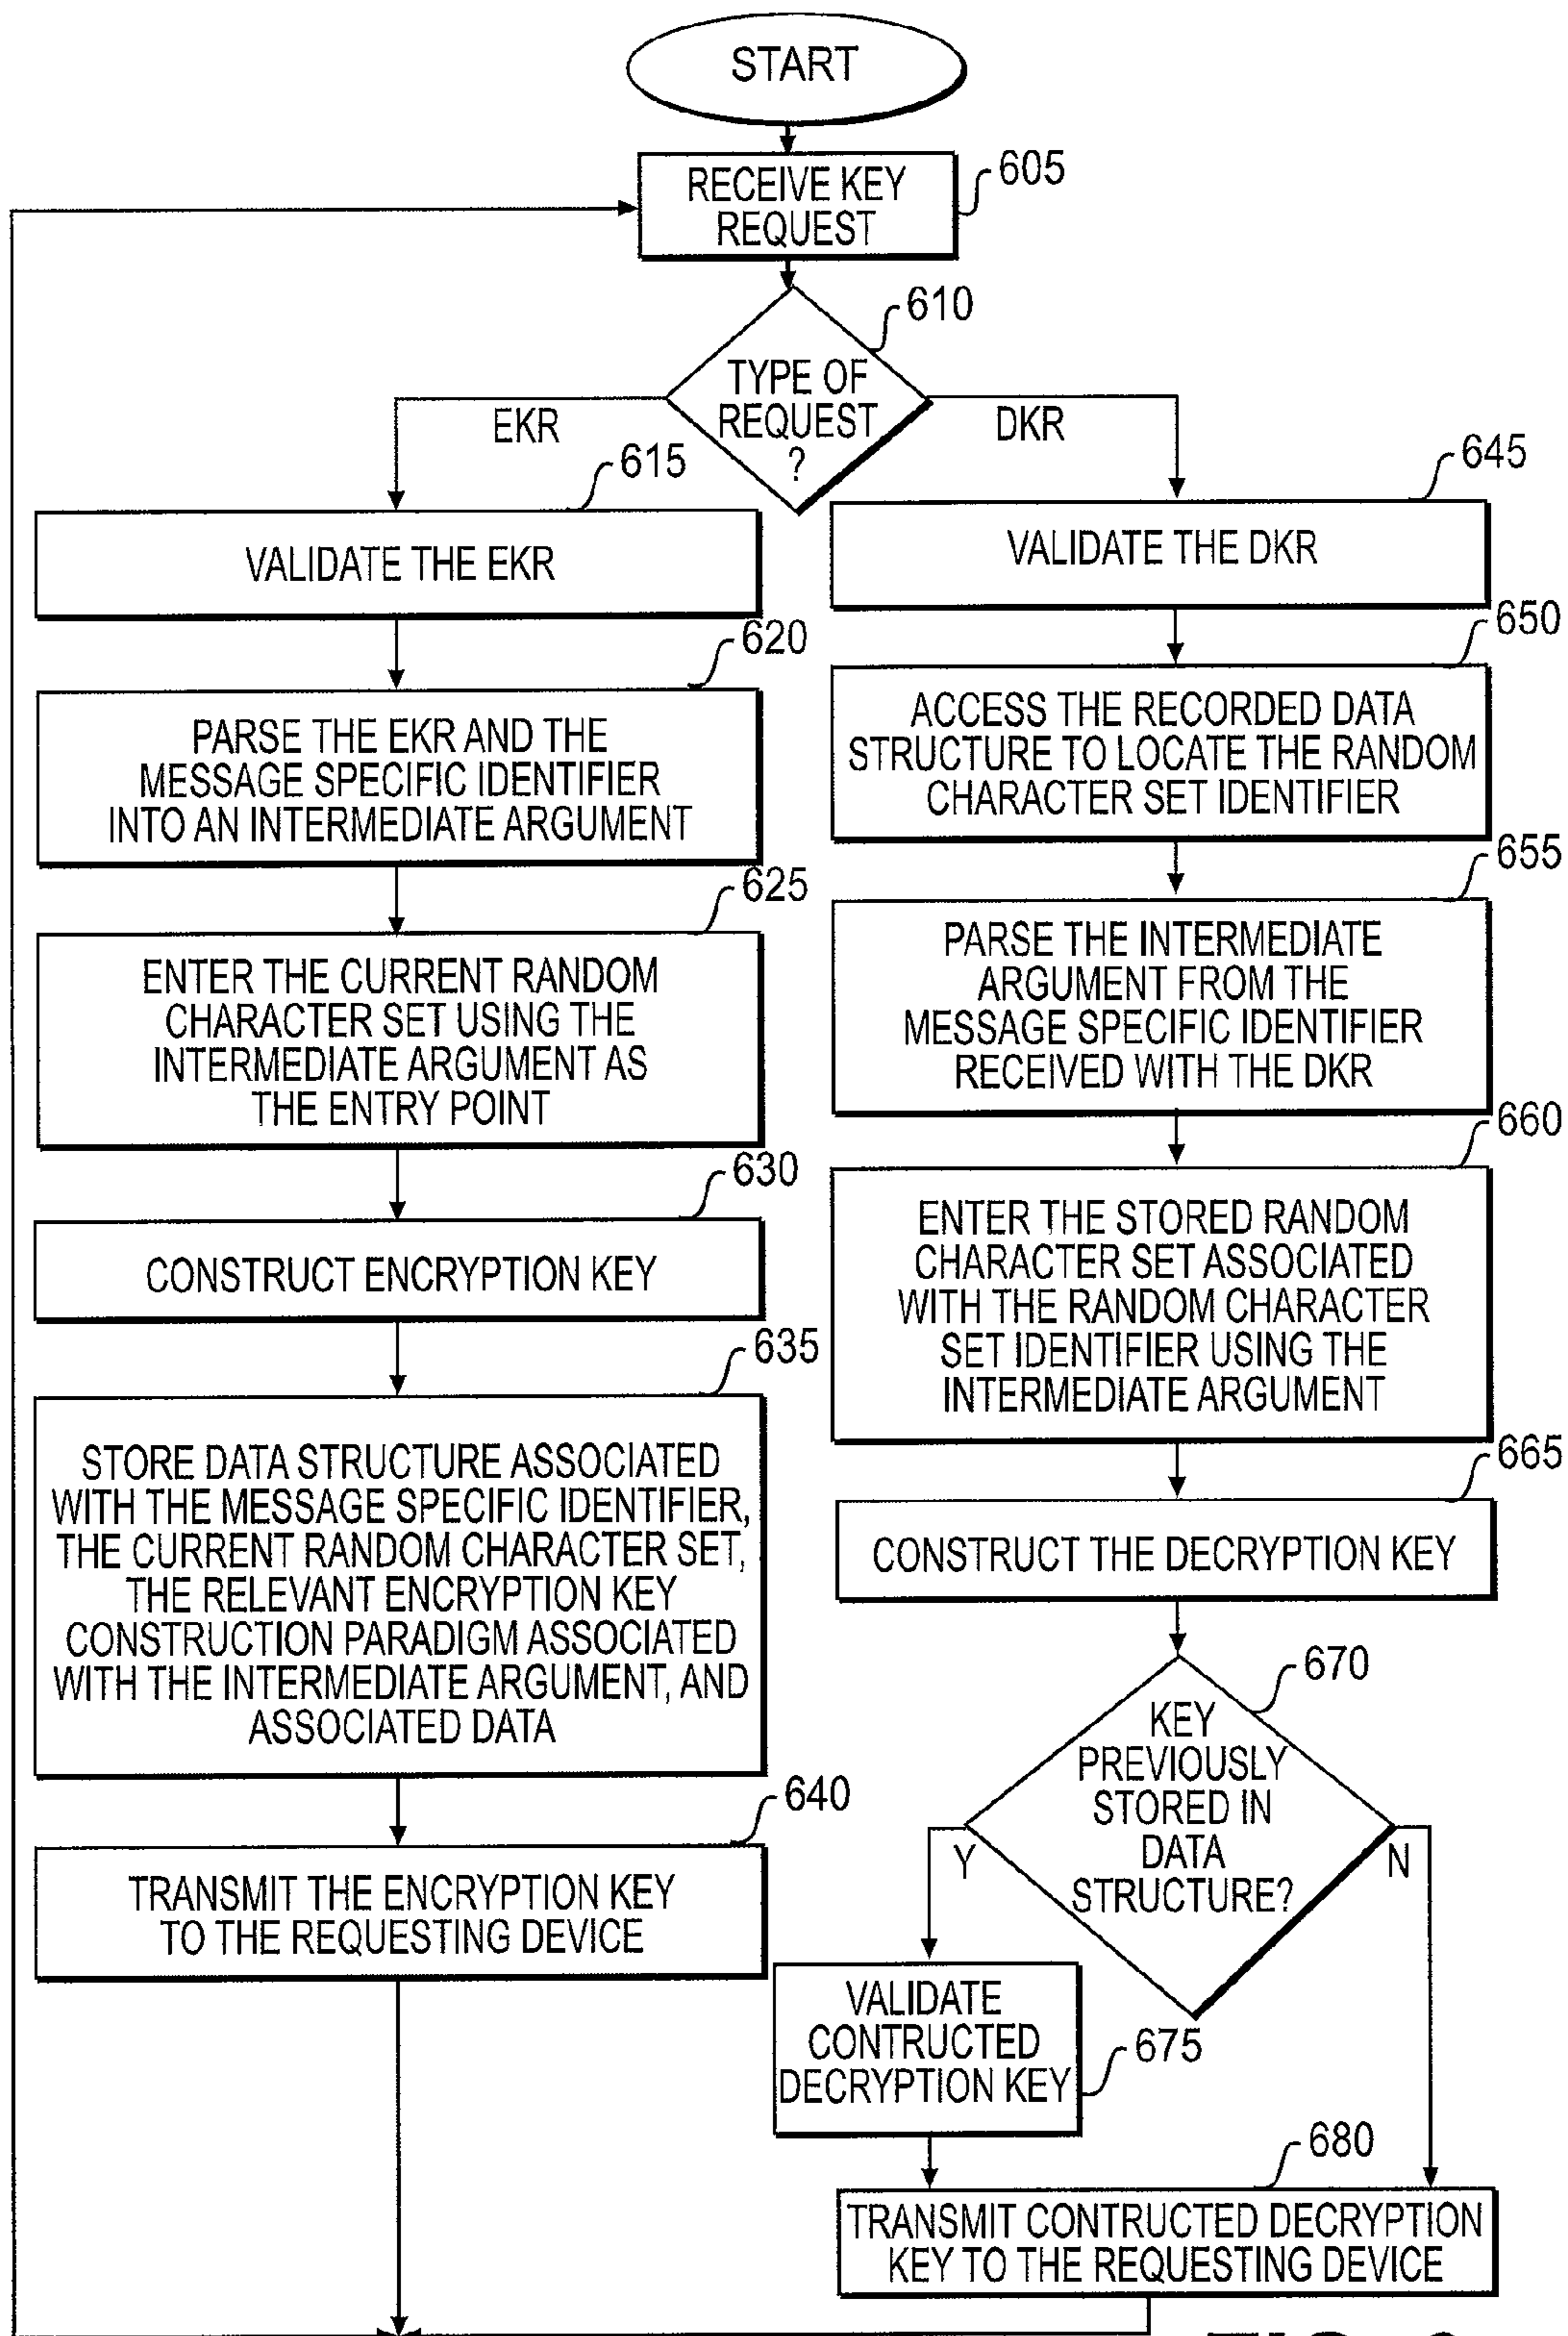 START
RECEIVE KEY
REQUEST
605
610
TYPE OF
REQUEST
?
EKR
DKR
615
VALIDATE THE EKR
620
PARSE THE EKR AND THE
MESSAGE SPECIFIC IDENTIFIER
INTO AN INTERMEDIATE ARGUMENT
625
ENTER THE CURRENT RANDOM
CHARACTER SET USING THE
INTERMEDIATE ARGUMENT AS
THE ENTRY POINT
630
CONSTRUCT ENCRYPTION KEY
635
STORE DATA STRUCTURE ASSOCIATED
WITH THE MESSAGE SPECIFIC IDENTIFIER,
THE CURRENT RANDOM CHARACTER SET,
THE RELEVANT ENCRYPTION KEY
CONSTRUCTION PARADIGM ASSOCIATED
WITH THE INTERMEDIATE ARGUMENT, AND
ASSOCIATED DATA
640
TRANSMIT THE ENCRYPTION KEY
TO THE REQUESTING DEVICE
645
VALIDATE THE DKR
650
ACCESS THE RECORDED DATA
STRUCTURE TO LOCATE THE RANDOM
CHARACTER SET IDENTIFIER
655
PARSE THE INTERMEDIATE
ARGUMENT FROM THE
MESSAGE SPECIFIC IDENTIFIER
RECEIVED WITH THE DKR
660
ENTER THE STORED RANDOM
CHARACTER SET ASSOCIATED
WITH THE RANDOM CHARACTER
SET IDENTIFIER USING THE
INTERMEDIATE ARGUMENT
665
CONSTRUCT THE DECRYPTION KEY
670
KEY
PREVIOUSLY
STORED IN
DATA
STRUCTURE?
Y
N
VALIDATE
CONTRUCTED
DECRYPTION KEY
675
680
TRANSMIT CONTRUCTED DECRYPTION
KEY TO THE REQUESTING DEVICE